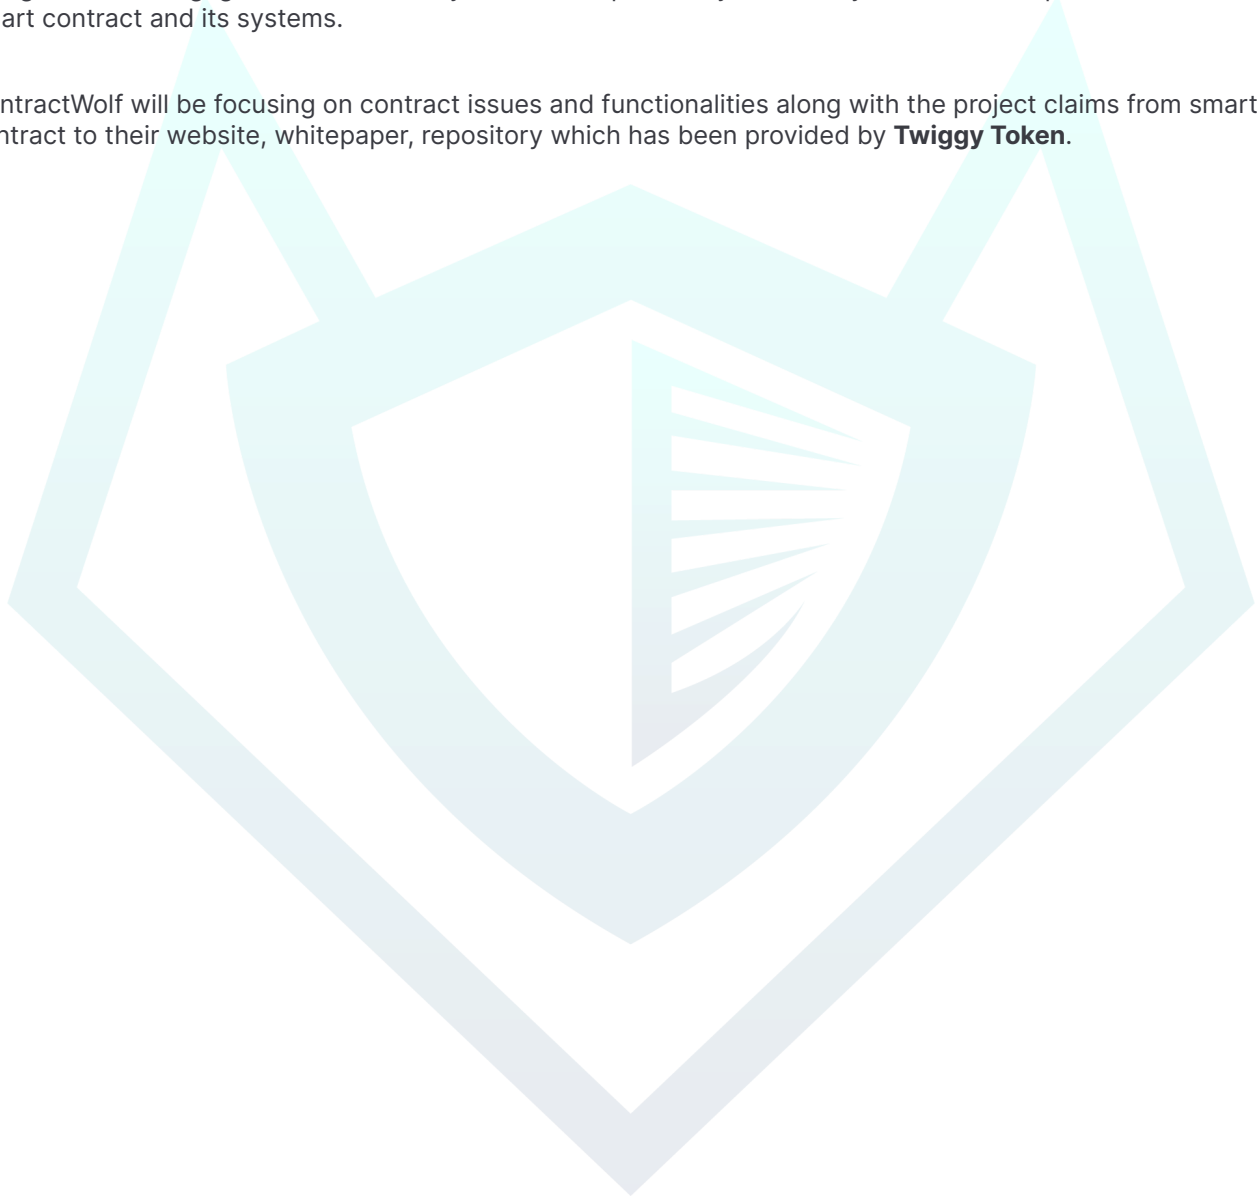 art contract and its systems.
ntractWolf will be focusing on contract issues and functionalities along with the project claims from smart
ntract to their website, whitepaper, repository which has been provided by Twiggy Token.